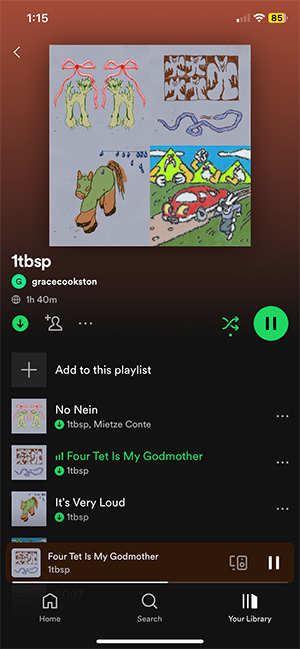 1:15
85
1tbsp
G gracecookston
1h 40m
Add to this playlist
No Nein
1tbsp, Mietze Conte
Four Tet Is My Godmother
1tbsp
It's Very Loud
1tbsp
Four Tet Is My Godmother
1tbsp
2007
Home
Search
Your Library